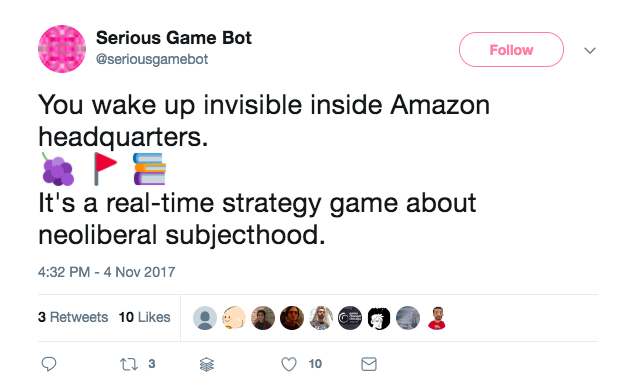 Serious Game Bot
@seriousgamebot
Follow
You wake up invisible inside Amazon
headquarters.
🍇 🚩 📚
It's a real-time strategy game about
neoliberal subjecthood.
4:32 PM - 4 Nov 2017
3 Retweets 10 Likes
3 10